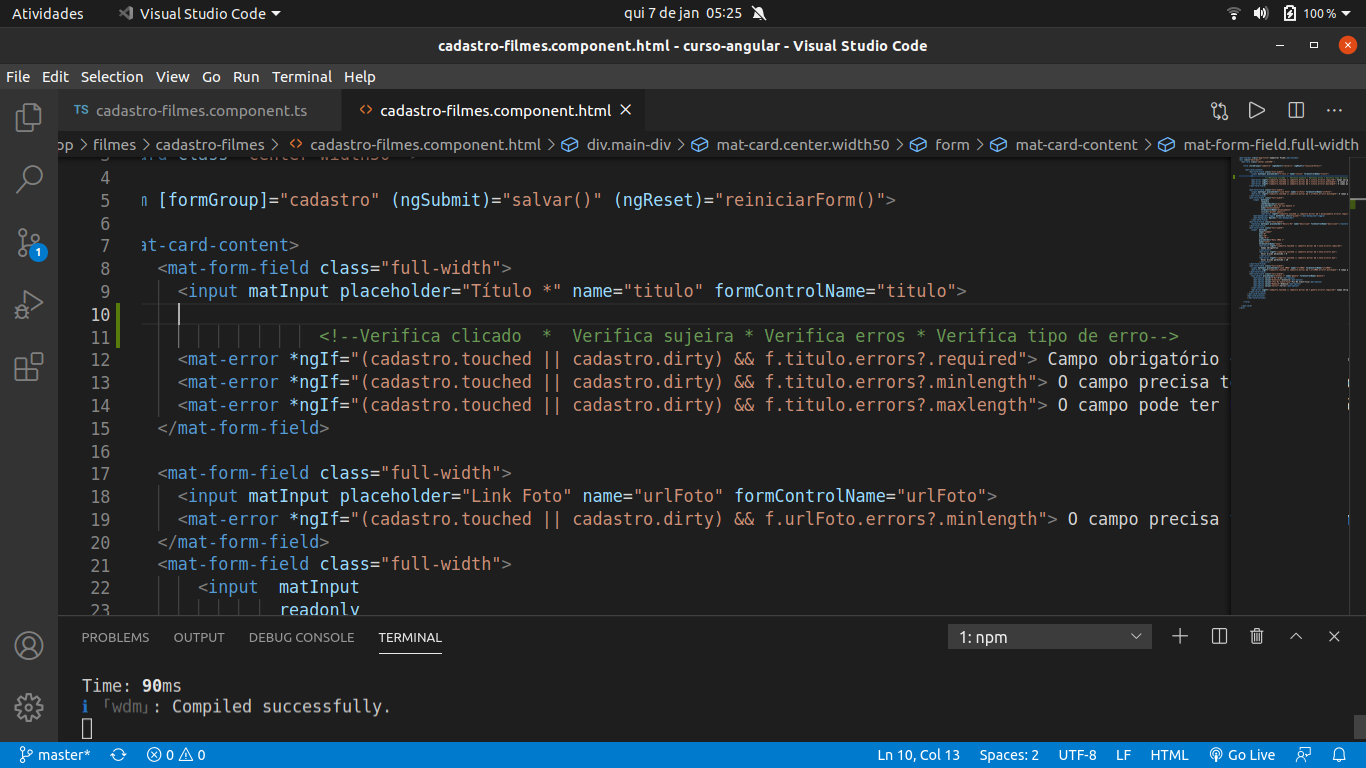 Atividades Visual Studio Code qui 7 de jan 05:25 100 %
cadastro-filmes.component.html - curso-angular - Visual Studio Code
File Edit Selection View Go Run Terminal Help
TS cadastro-filmes.component.ts <> cadastro-filmes.component.html
op > filmes > cadastro-filmes > <> cadastro-filmes.component.html > div.main-div > mat-card.center.width50 > form > mat-card-content > mat-form-field.full-width
4
5 m [formGroup]="cadastro" (ngSubmit)="salvar()" (ngReset)="reiniciarForm()">
6
7 at-card-content>
8 <mat-form-field class="full-width">
9 <input matInput placeholder="Título *" name="titulo" formControlName="titulo">
10
11 <!--Verifica clicado * Verifica sujeira * Verifica erros * Verifica tipo de erro-->
12 <mat-error *ngIf="(cadastro.touched || cadastro.dirty) && f.titulo.errors?.required"> Campo obrigatório
13 <mat-error *ngIf="(cadastro.touched || cadastro.dirty) && f.titulo.errors?.minlength"> O campo precisa t
14 <mat-error *ngIf="(cadastro.touched || cadastro.dirty) && f.titulo.errors?.maxlength"> O campo pode ter
15 </mat-form-field>
16
17 <mat-form-field class="full-width">
18 <input matInput placeholder="Link Foto" name="urlFoto" formControlName="urlFoto">
19 <mat-error *ngIf="(cadastro.touched || cadastro.dirty) && f.urlFoto.errors?.minlength"> O campo precisa
20 </mat-form-field>
21 <mat-form-field class="full-width">
22 <input matInput
23 readonly
1
PROBLEMS OUTPUT DEBUG CONSOLE TERMINAL 1: npm
Time: 90ms
ℹ ｢wdm｣: Compiled successfully.
master* 0 0 Ln 10, Col 13 Spaces: 2 UTF-8 LF HTML Go Live